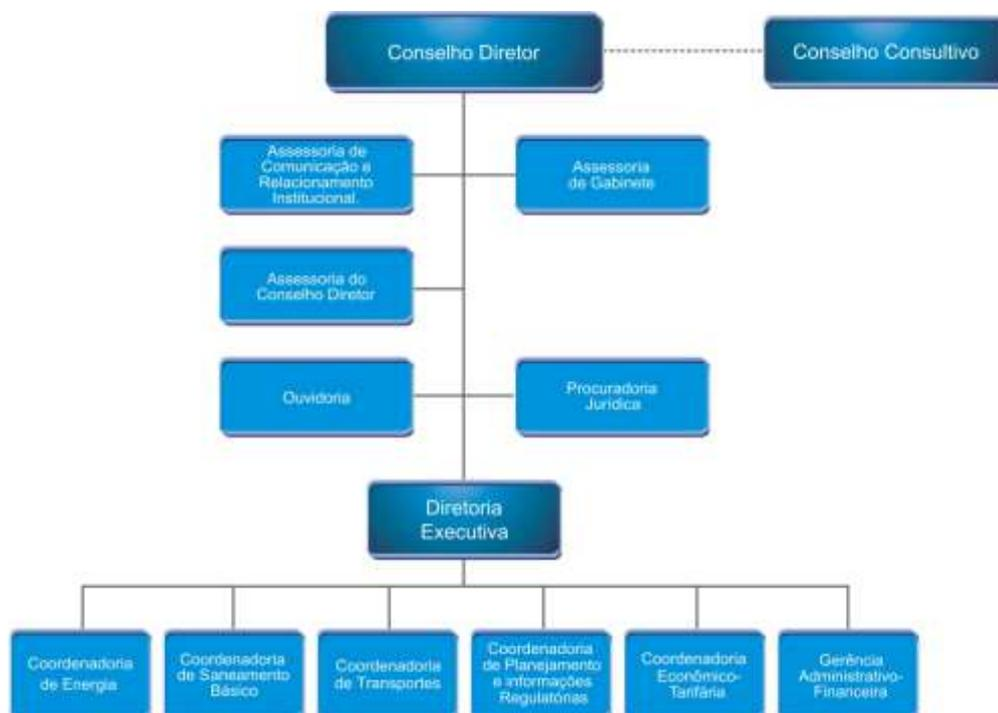 Conselho Diretor
Conselho Consultivo
Assessoria de
Comunicação e
Relacionamento
Institucional.
Assessoria
de Gabinete
Assessoria do
Conselho Diretor
Ouvidoria
Procuradoria
Jurídica
Diretoria
Executiva
Coordenadoria
de Energia
Coordenadoria
de Saneamento
Básico
Coordenadoria
de Transportes
Coordenadoria
de Planejamento
e Informações
Regulatórias
Coordenadoria
Econômico-
Tarifária
Gerência
Administrativo-
Financeira